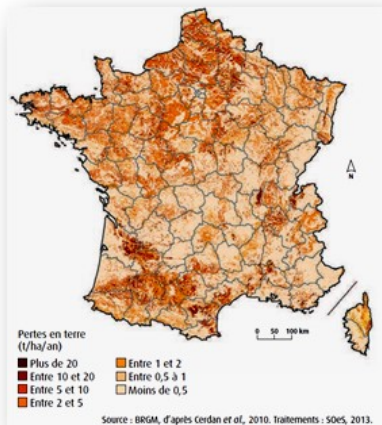 N
Pertes en terre
(t/ha/an)
Plus de 20
Entre 10 et 20
Entre 5 et 10
Entre 2 et 5
Entre 1 et 2
Entre 0,5 à 1
Moins de 0,5
0 50 100 km
Source : BRGM, d'après Cerdan et al., 2010. Traitements : SOeS, 2013.